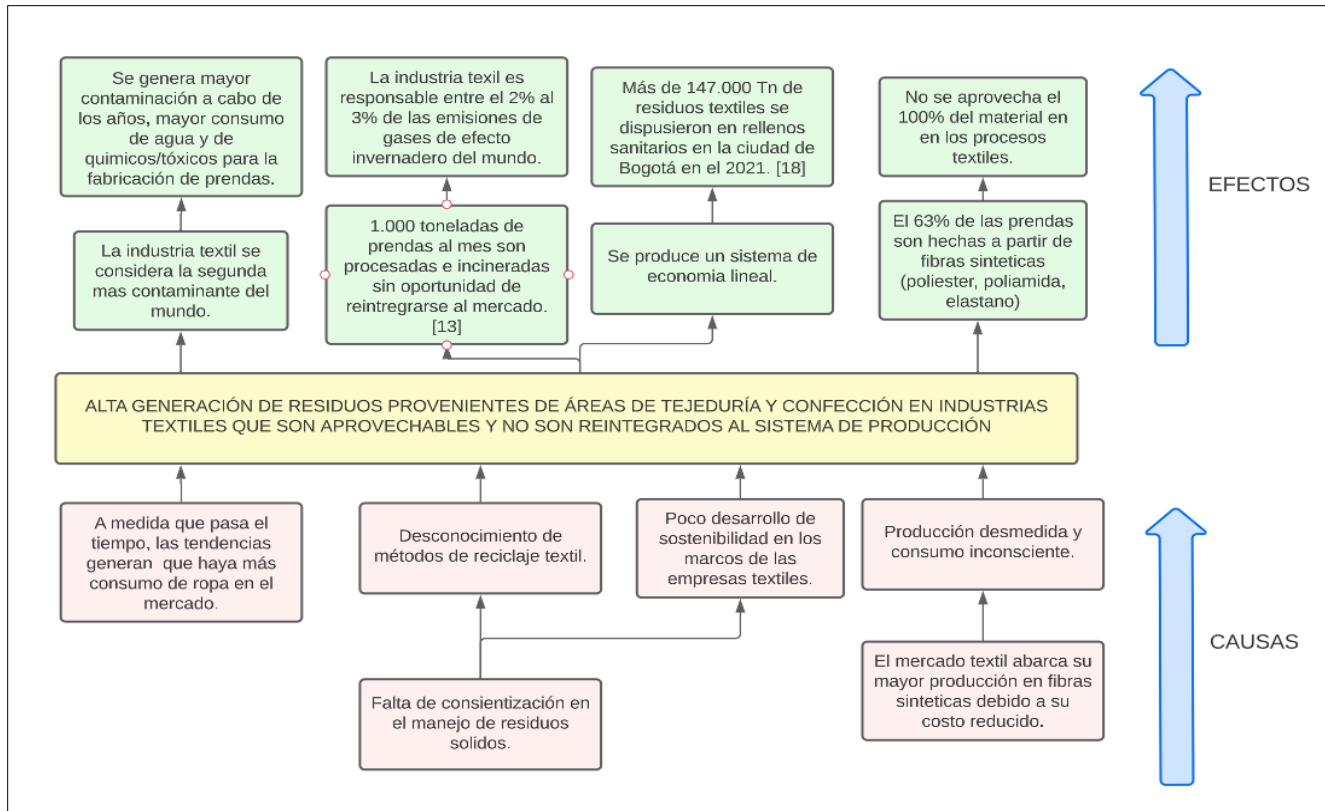 Se genera mayor
contaminación a cabo de
los años, mayor consumo
de agua y de
quimicos/tóxicos para la
fabricación de prendas.
La industria texil es
responsable entre el 2% al
3% de las emisiones de
gases de efecto
invernadero del mundo.
Más de 147.000 Tn de
residuos textiles se
dispusieron en rellenos
sanitarios en la ciudad de
Bogotá en el 2021. [18]
No se aprovecha el
100% del material en
en los procesos
textiles.
EFECTOS
La industria textil se
considera la segunda
mas contaminante del
mundo.
1.000 toneladas de
prendas al mes son
procesadas e incineradas
sin oportunidad de
reintegrarse al mercado.
[13]
Se produce un sistema de
economia lineal.
El 63% de las prendas
son hechas a partir de
fibras sinteticas
(poliester, poliamida,
elastano)
ALTA GENERACIÓN DE RESIDUOS PROVENIENTES DE ÁREAS DE TEJEDURÍA Y CONFECCIÓN EN INDUSTRIAS
TEXTILES QUE SON APROVECHABLES Y NO SON REINTEGRADOS AL SISTEMA DE PRODUCCIÓN
A medida que pasa el
tiempo, las tendencias
generan que haya más
consumo de ropa en el
mercado.
Desconocimiento de
métodos de reciclaje textil.
Poco desarrollo de
sostenibilidad en los
marcos de las
empresas textiles.
Producción desmedida y
consumo inconsciente.
CAUSAS
Falta de consientización en
el manejo de residuos
solidos.
El mercado textil abarca su
mayor producción en fibras
sinteticas debido a su
costo reducido.